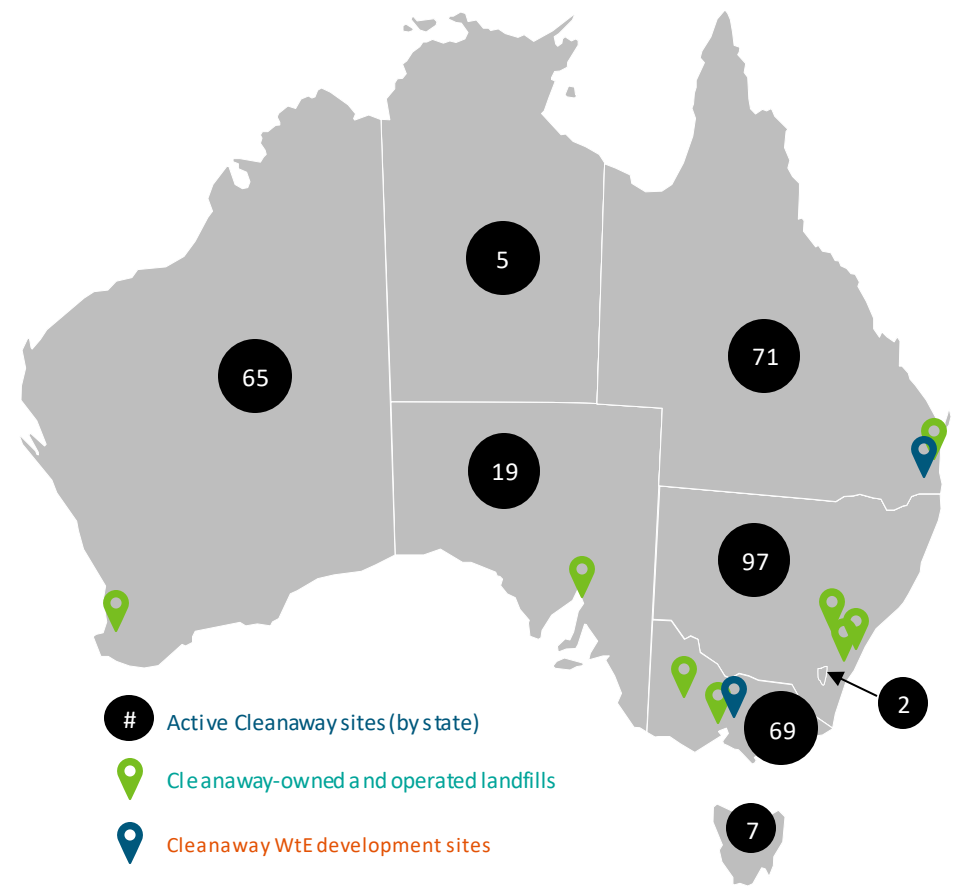 5
71
65
19
97
2
69
# Active Cleanaway sites (by state)
Cleanaway-owned and operated landfills
7
Cleanaway WtE development sites